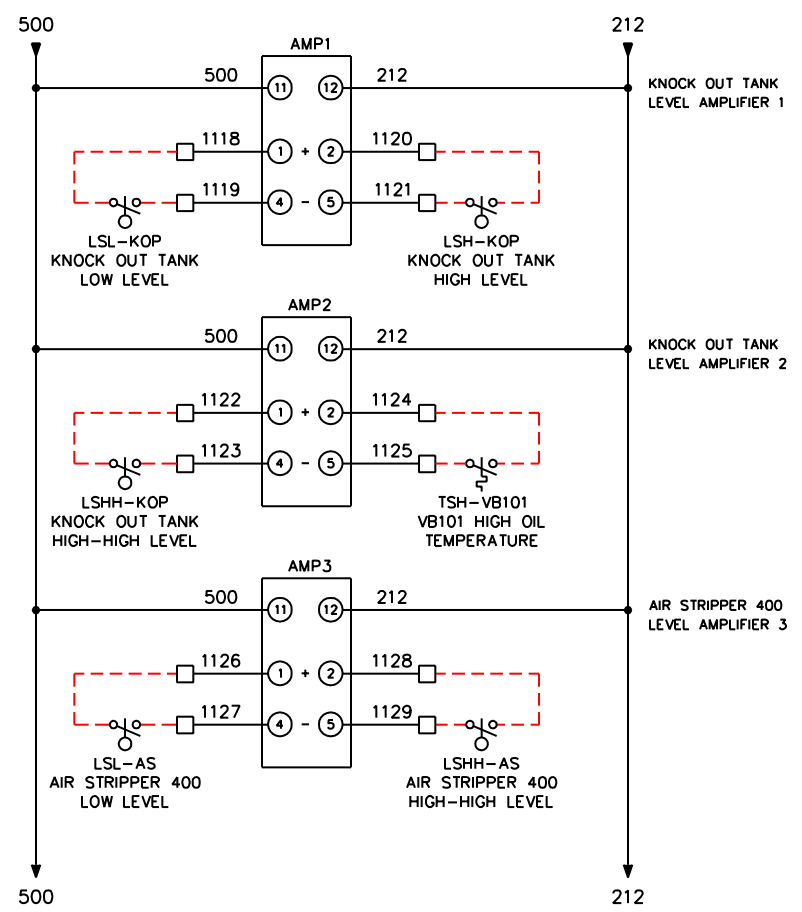 500
212
AMP1
500
11
12
212
KNOCK OUT TANK
LEVEL AMPLIFIER 1
1118
1
+
2
1120
1119
4
-
5
1121
LSL-KOP
KNOCK OUT TANK
LOW LEVEL
LSH-KOP
KNOCK OUT TANK
HIGH LEVEL
AMP2
500
11
12
212
KNOCK OUT TANK
LEVEL AMPLIFIER 2
1122
1
+
2
1124
1123
4
-
5
1125
LSHH-KOP
KNOCK OUT TANK
HIGH-HIGH LEVEL
TSH-VB101
VB101 HIGH OIL
TEMPERATURE
AMP3
500
11
12
212
AIR STRIPPER 400
LEVEL AMPLIFIER 3
1126
1
+
2
1128
1127
4
-
5
1129
LSL-AS
AIR STRIPPER 400
LOW LEVEL
LSHH-AS
AIR STRIPPER 400
HIGH-HIGH LEVEL
500
212